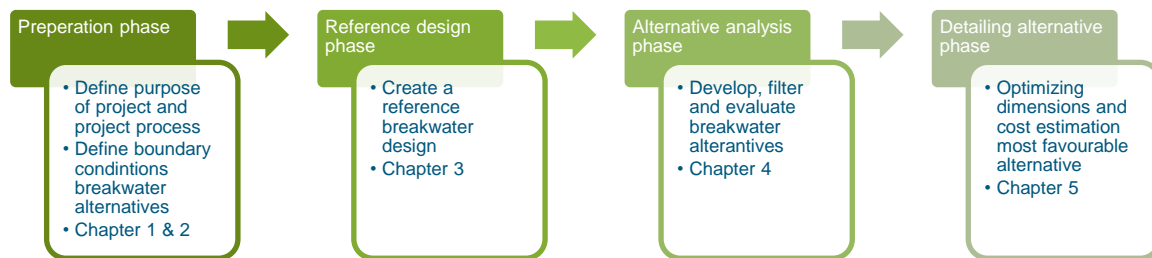 Preperation phase
• Define purpose
of project and
project process
• Define boundary
condintions
breakwater
alternatives
• Chapter 1 & 2
Reference design
phase
• Create a
reference
breakwater
design
• Chapter 3
Alternative analysis
phase
• Develop, filter
and evaluate
breakwater
alterantives
• Chapter 4
Detailing alternative
phase
• Optimizing
dimensions and
cost estimation
most favourable
alternative
• Chapter 5